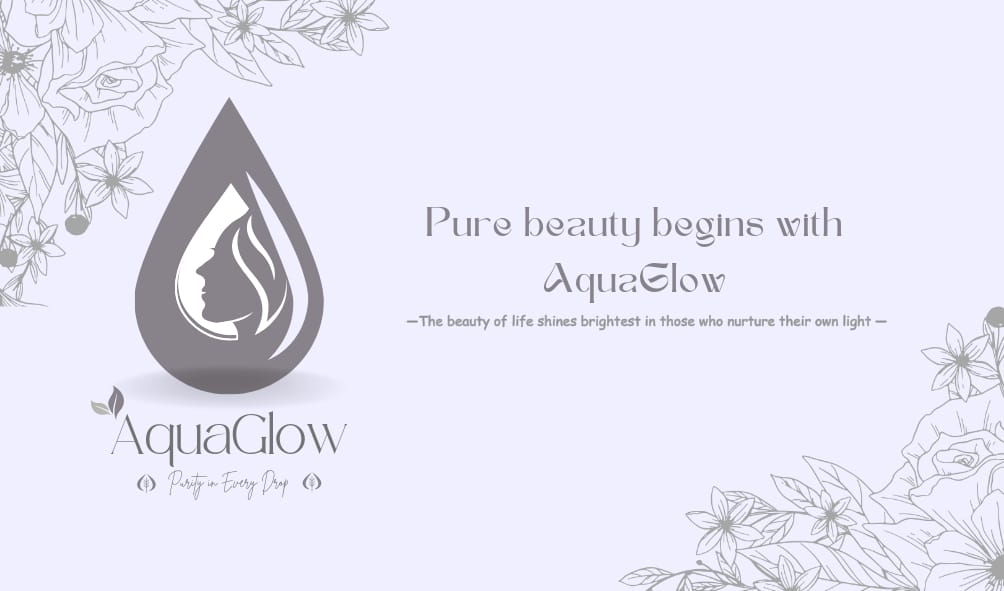 Pure beauty begins with
AquaGlow
—The beauty of life shines brightest in those who nurture their own light —
AquaGlow
Purity in Every Drop